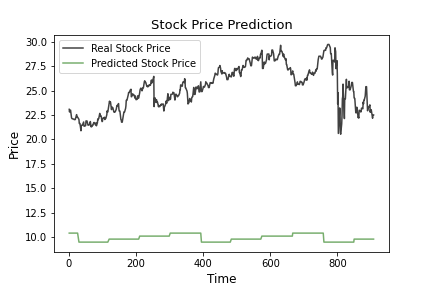 Stock Price Prediction
Real Stock Price
Predicted Stock Price
Price
30.0
27.5
25.0
22.5
20.0
17.5
15.0
12.5
10.0
0 200 400 600 800
Time